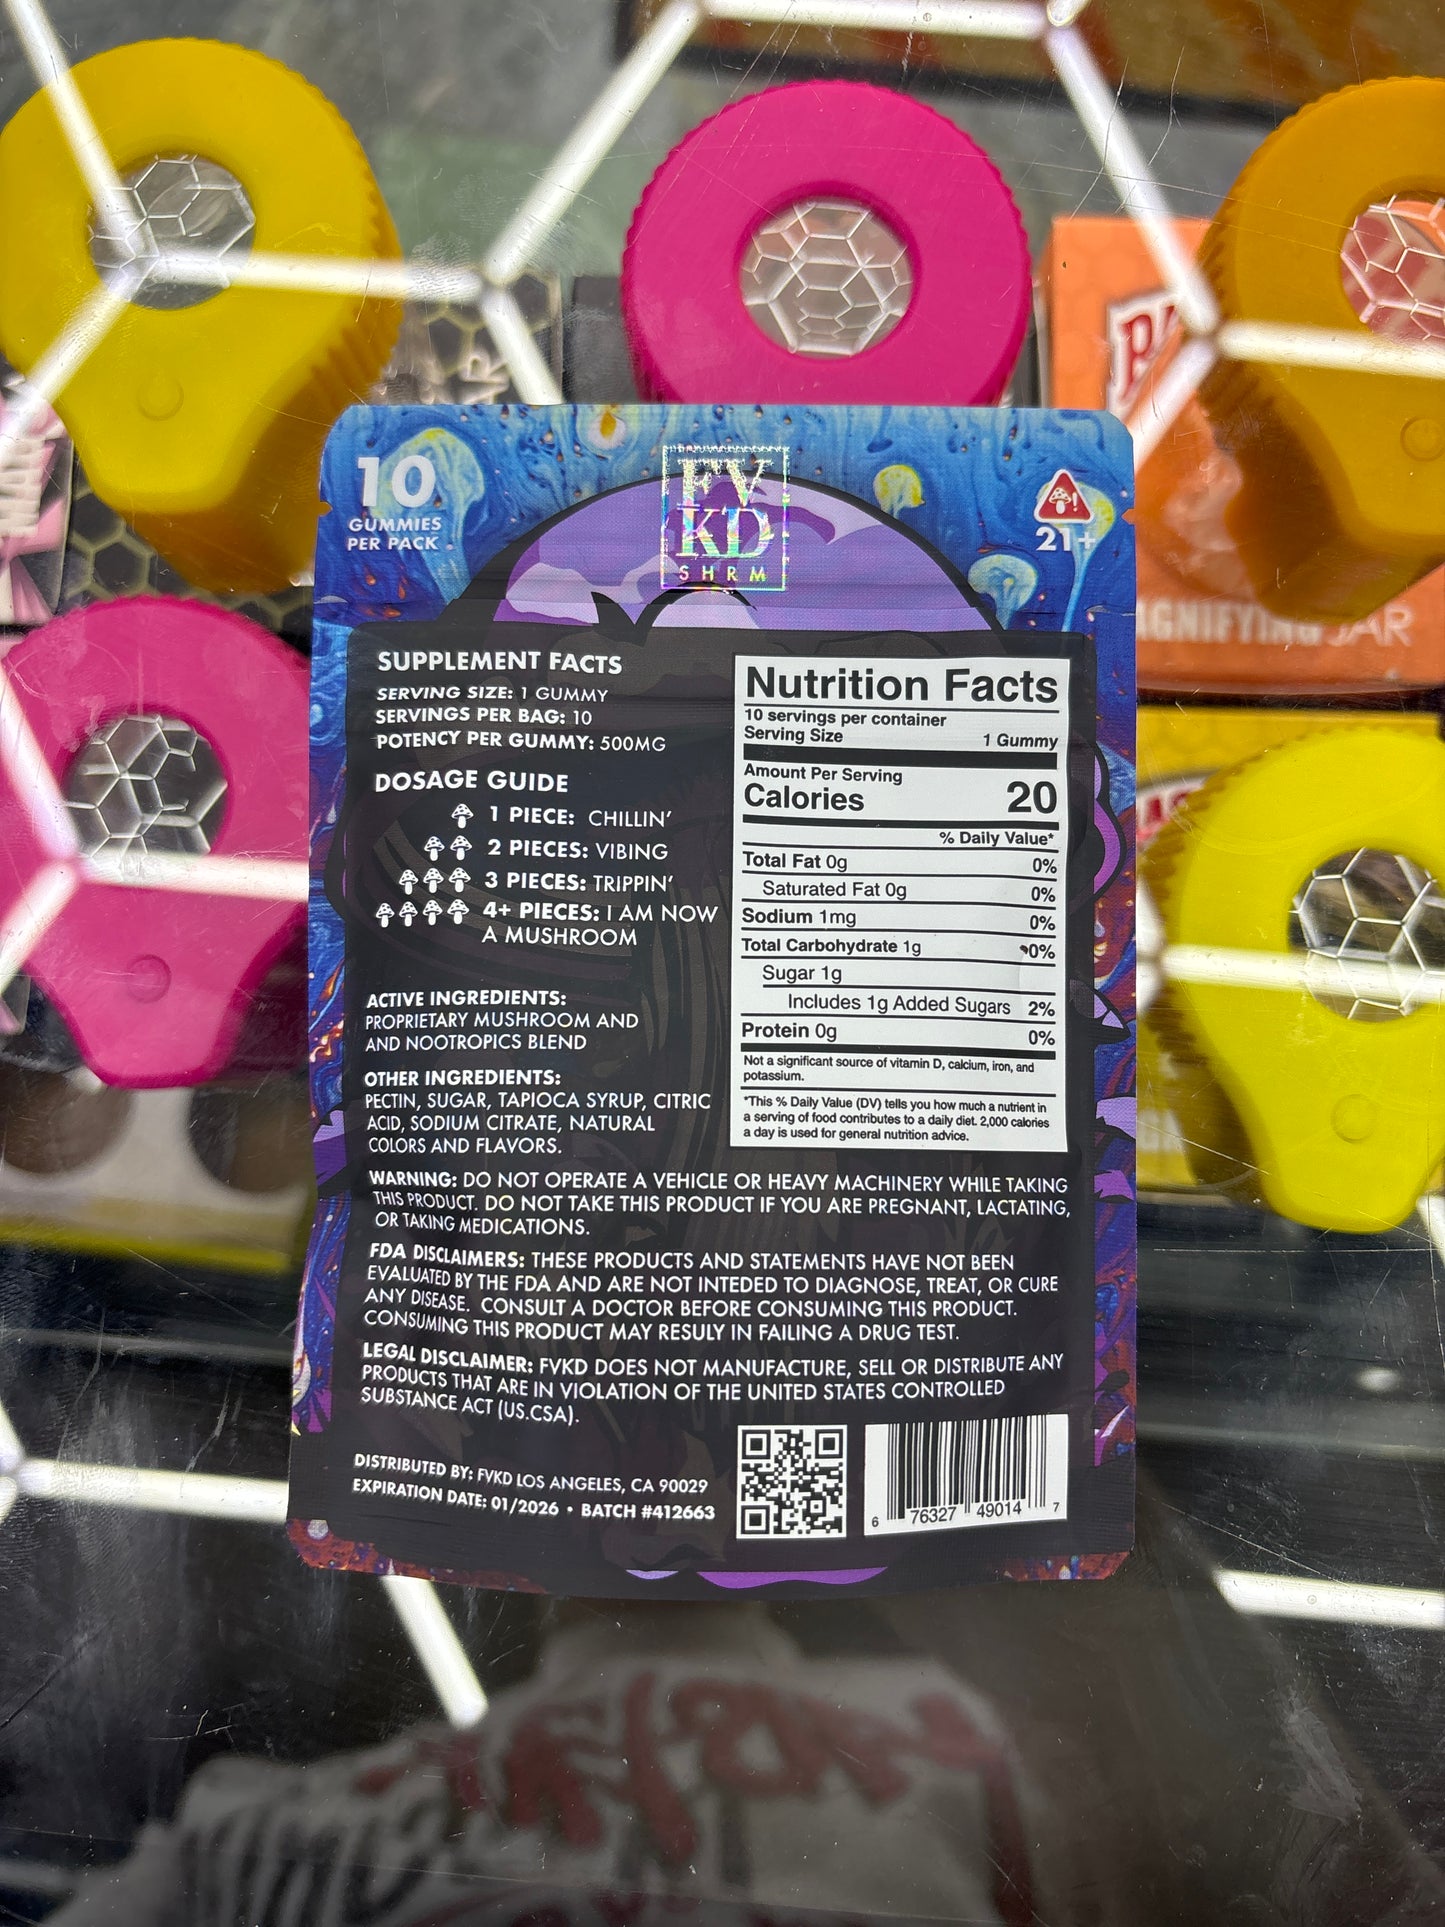 10
GUMMIES
PER PACK
FV
KD
SHRM
21+
SUPPLEMENT FACTS
SERVING SIZE: 1 GUMMY
SERVINGS PER BAG: 10
POTENCY PER GUMMY: 500MG
DOSAGE GUIDE
1 PIECE: CHILLIN'
2 PIECES: VIBING
3 PIECES: TRIPPIN'
4+ PIECES: I AM NOW
A MUSHROOM
ACTIVE INGREDIENTS:
PROPRIETARY MUSHROOM AND
AND NOOTROPICS BLEND
OTHER INGREDIENTS:
PECTIN, SUGAR, TAPIOCA SYRUP, CITRIC
ACID, SODIUM CITRATE, NATURAL
COLORS AND FLAVORS.
Nutrition Facts
10 servings per container
Serving Size 1 Gummy
Amount Per Serving
Calories 20
% Daily Value*
Total Fat 0g 0%
Saturated Fat 0g 0%
Sodium 1mg 0%
Total Carbohydrate 1g 0%
Sugar 1g
Includes 1g Added Sugars 2%
Protein 0g 0%
Not a significant source of vitamin D, calcium, iron, and
potassium.
*This % Daily Value (DV) tells you how much a nutrient in
a serving of food contributes to a daily diet. 2,000 calories
a day is used for general nutrition advice.
WARNING: DO NOT OPERATE A VEHICLE OR HEAVY MACHINERY WHILE TAKING
THIS PRODUCT. DO NOT TAKE THIS PRODUCT IF YOU ARE PREGNANT, LACTATING,
OR TAKING MEDICATIONS.
FDA DISCLAIMERS: THESE PRODUCTS AND STATEMENTS HAVE NOT BEEN
EVALUATED BY THE FDA AND ARE NOT INTEDED TO DIAGNOSE, TREAT, OR CURE
ANY DISEASE. CONSULT A DOCTOR BEFORE CONSUMING THIS PRODUCT.
CONSUMING THIS PRODUCT MAY RESULY IN FAILING A DRUG TEST.
LEGAL DISCLAIMER: FVKD DOES NOT MANUFACTURE, SELL OR DISTRIBUTE ANY
PRODUCTS THAT ARE IN VIOLATION OF THE UNITED STATES CONTROLLED
SUBSTANCE ACT (US.CSA).
DISTRIBUTED BY: FVKD LOS ANGELES, CA 90029
EXPIRATION DATE: 01/2026 • BATCH #412663
6 76327 49014 7
GNIFYING JAR